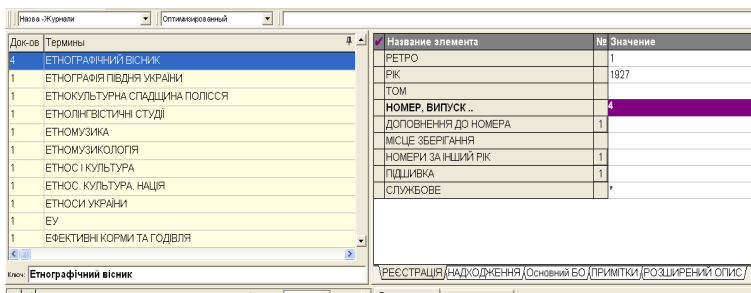 Назва -Журнали Оптимизированный
Док-ов Термины
4 ЕТНОГРАФІЧНИЙ ВІСНИК
1 ЕТНОГРАФІЯ ПІВДНЯ УКРАЇНИ
1 ЕТНОКУЛЬТУРНА СПАДЩИНА ПОЛІССЯ
1 ЕТНОЛІНГВІСТИЧНІ СТУДІЇ
1 ЕТНОМУЗИКА
1 ЕТНОМУЗИКОЛОГІЯ
1 ЕТНОС І КУЛЬТУРА
1 ЕТНОС. КУЛЬТУРА. НАЦІЯ
1 ЕТНОСИ УКРАЇНИ
1 ЕУ
1 ЕФЕКТИВНІ КОРМИ ТА ГОДІВЛЯ
Ключ: Етнографічний вісник
Название элемента № Значение
РЕТРО 1
РІК 1927
ТОМ
НОМЕР, ВИПУСК .. 4
ДОПОВНЕННЯ ДО НОМЕРА 1
МІСЦЕ ЗБЕРІГАННЯ
НОМЕРИ ЗА ІНШИЙ РІК 1
ПІДШИВКА 1
СЛУЖБОВЕ *
РЕЄСТРАЦІЯ НАДХОДЖЕННЯ Основний БО ПРИМІТКИ РОЗШИРЕНИЙ ОПИС